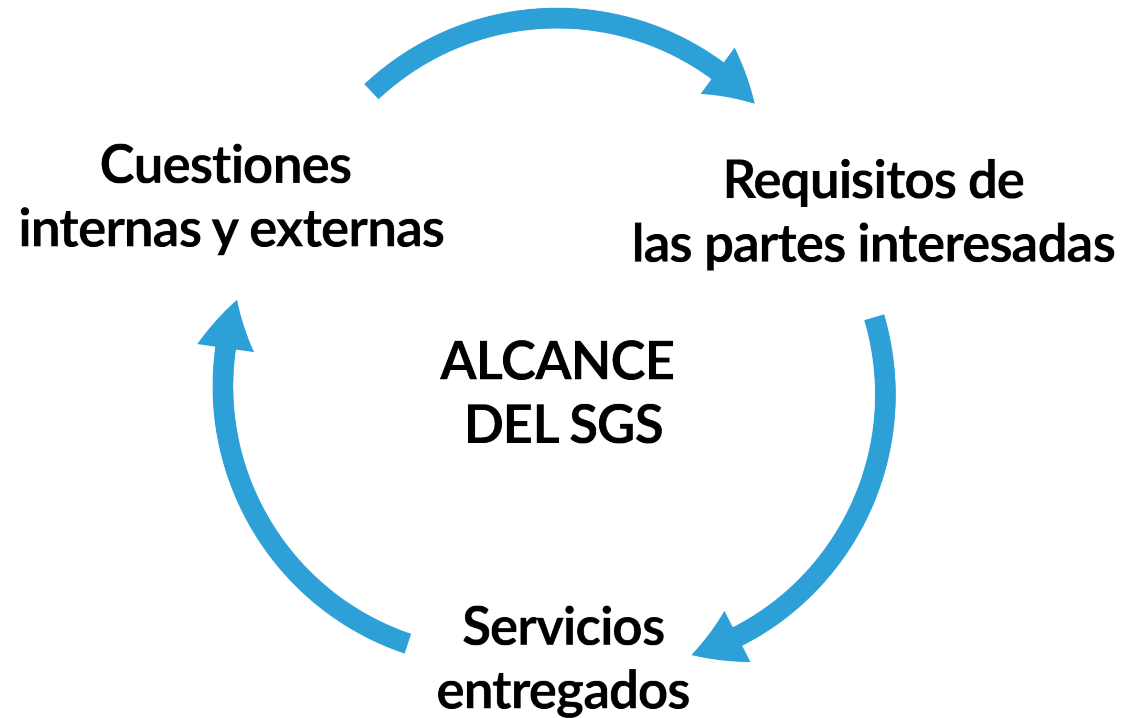 Cuestiones
internas y externas
Requisitos de
las partes interesadas
ALCANCE
DEL SGS
Servicios
entregados